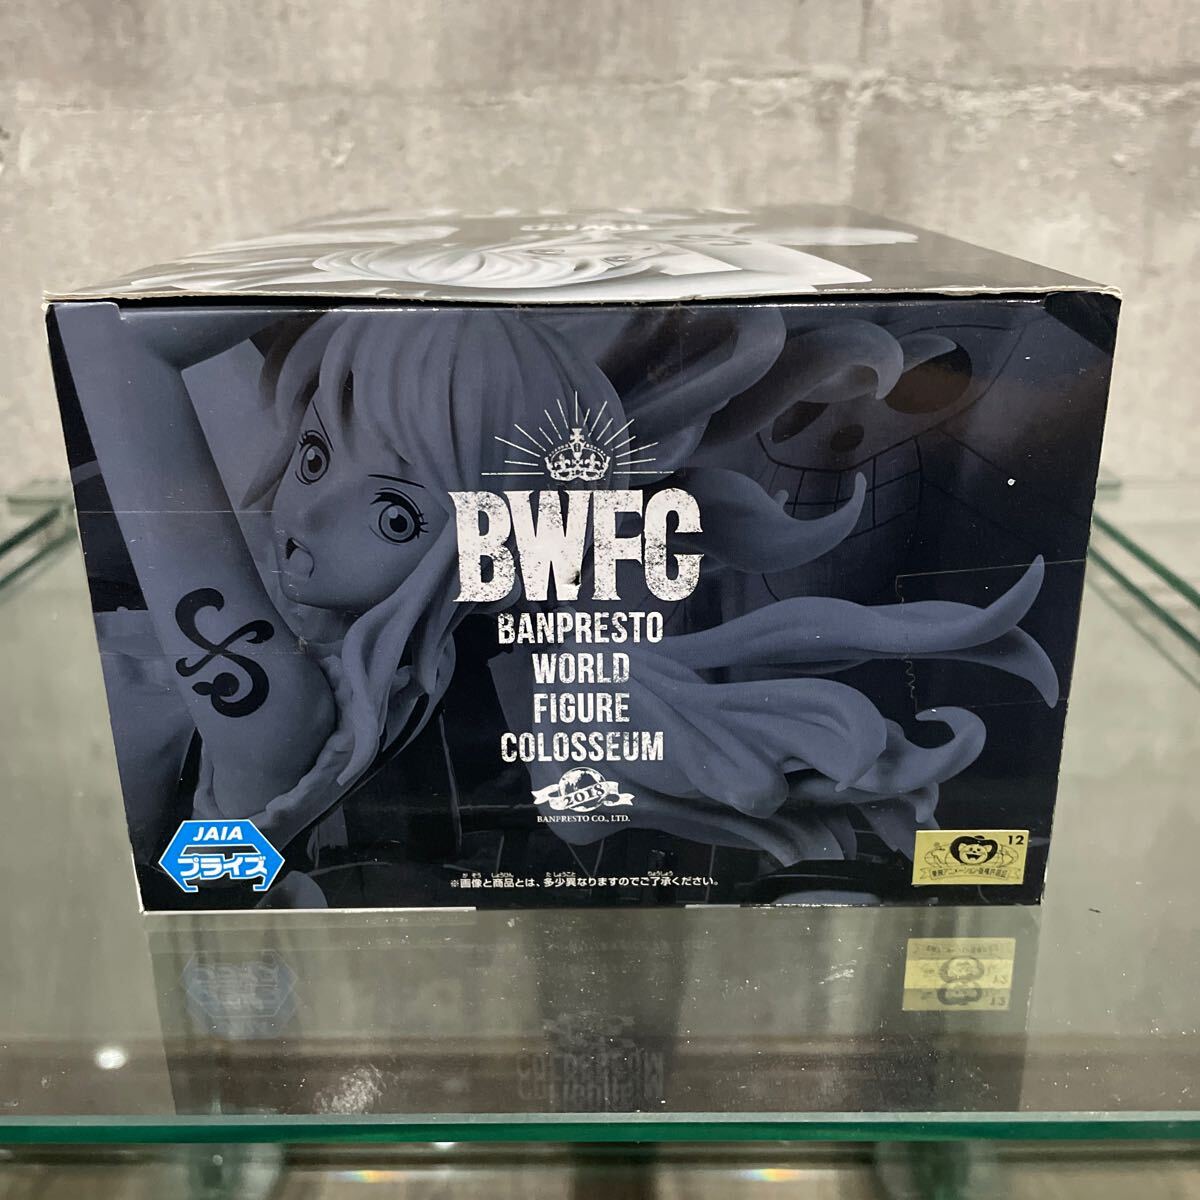 BWFC
BANPRESTO
WORLD
FIGURE
COLOSSEUM
2018
BANPRESTO CO., LTD.
JAIA
プライズ
※画像と商品とは、多少異なりますのでご了承ください。
12